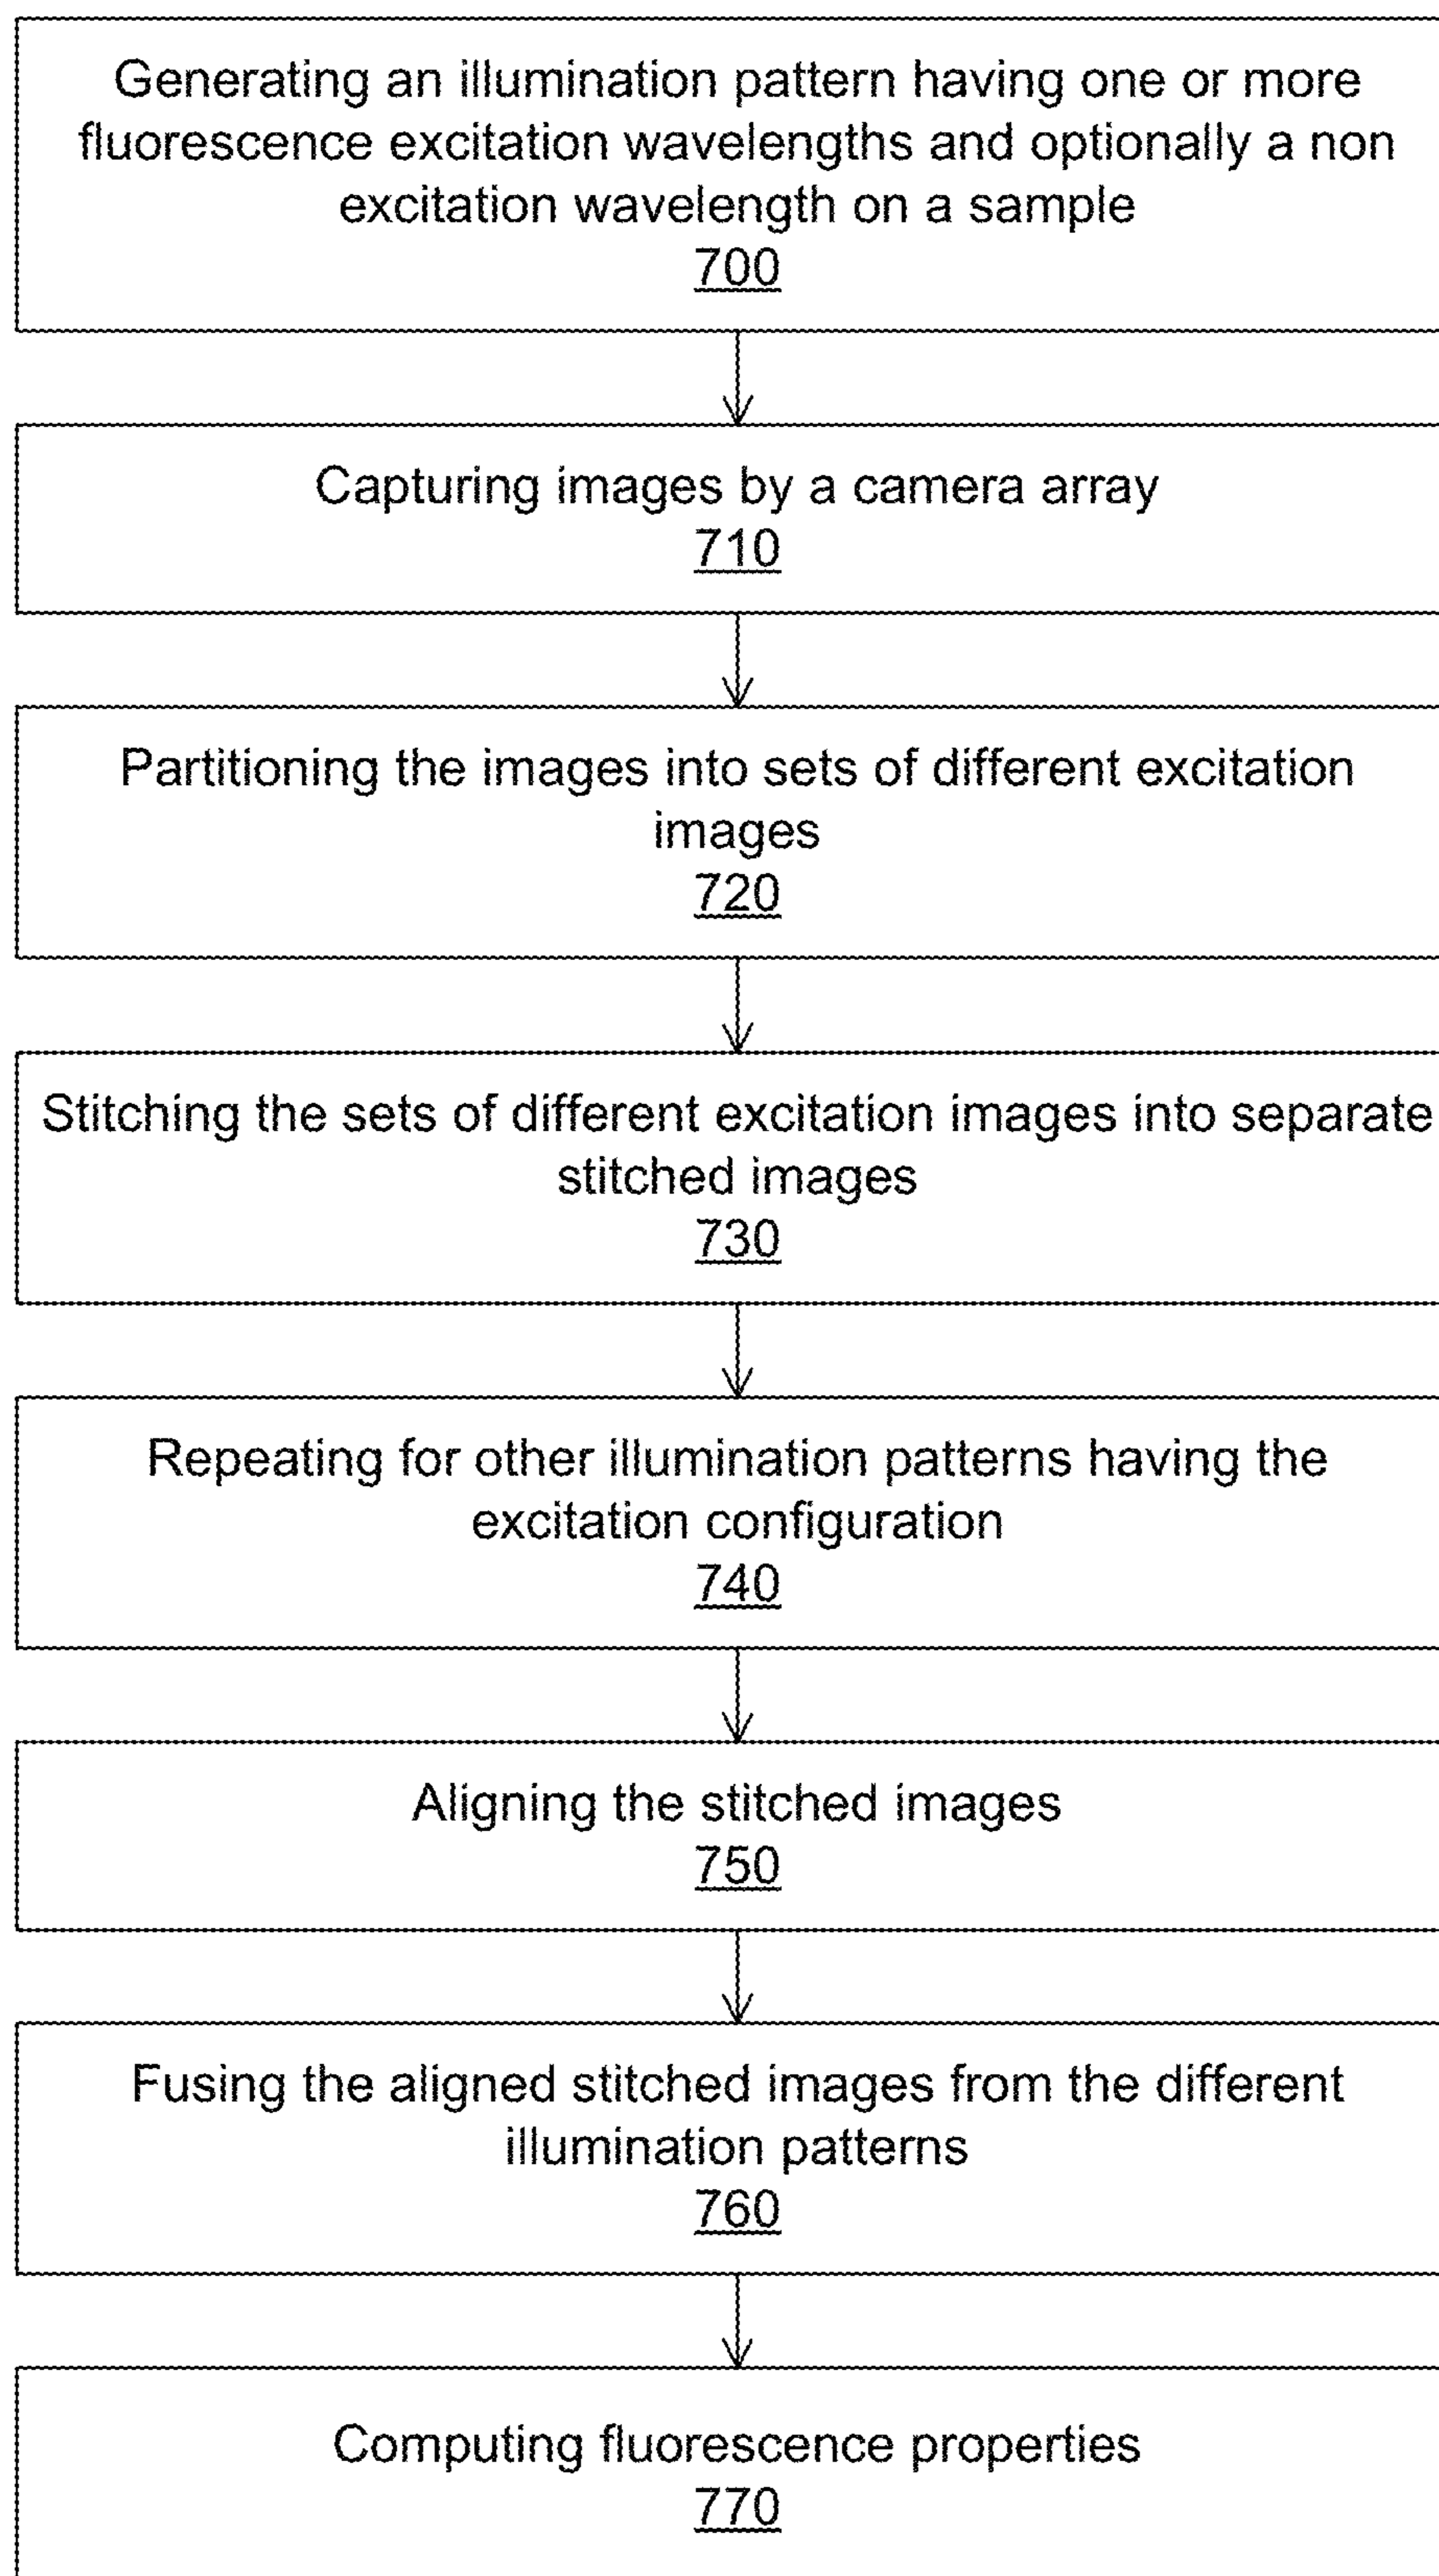 Generating an illumination pattern having one or more
fluorescence excitation wavelengths and optionally a non
excitation wavelength on a sample
700
Capturing images by a camera array
710
Partitioning the images into sets of different excitation
images
720
Stitching the sets of different excitation images into separate
stitched images
730
Repeating for other illumination patterns having the
excitation configuration
740
Aligning the stitched images
750
Fusing the aligned stitched images from the different
illumination patterns
760
Computing fluorescence properties
770